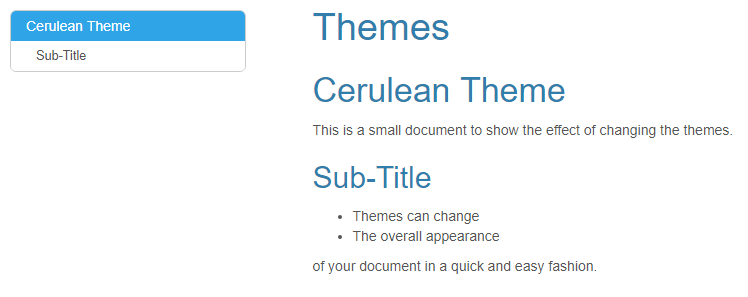 Cerulean Theme
Sub-Title
Themes
Cerulean Theme
This is a small document to show the effect of changing the themes.
Sub-Title
• Themes can change
• The overall appearance
of your document in a quick and easy fashion.